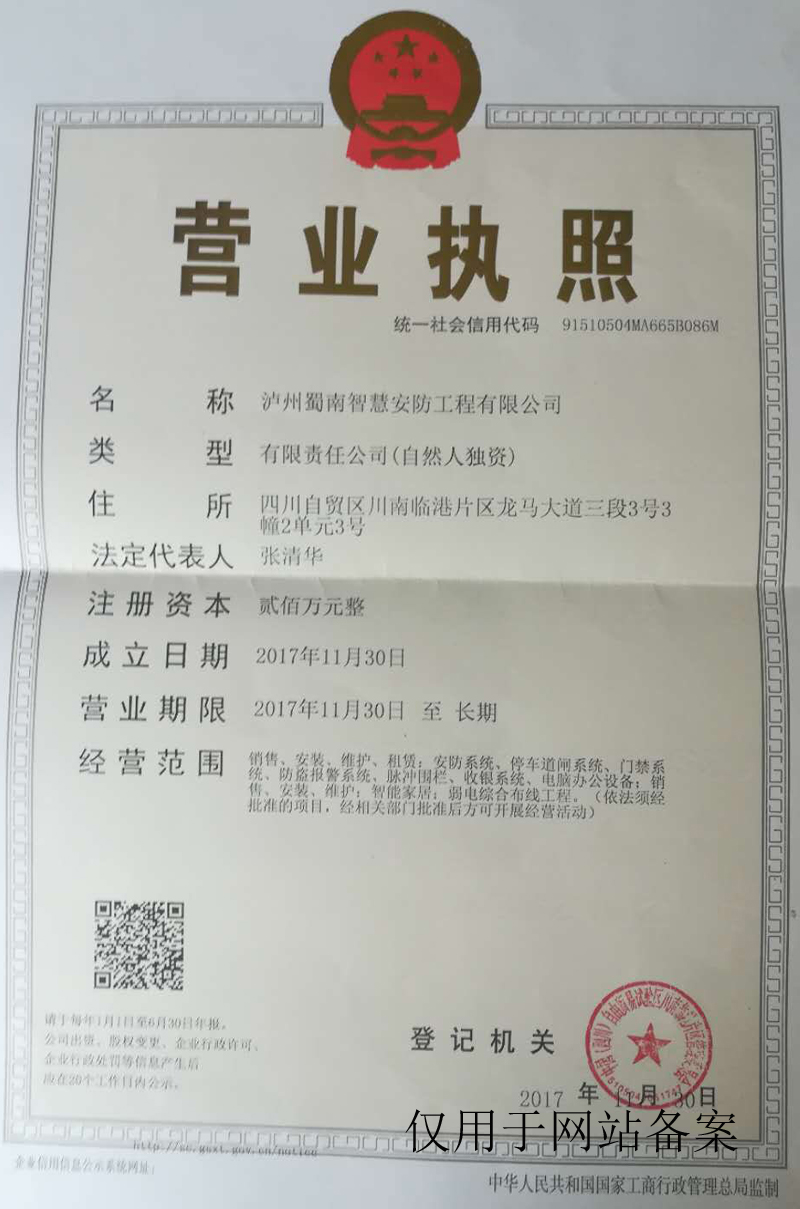 营业执照
统一社会信用代码 91510504MA665B086M
名称 泸州蜀南智慧安防工程有限公司
类型 有限责任公司(自然人独资)
住所 四川自贸区川南临港片区龙马大道三段3号3
幢2单元3号
法定代表人 张清华
注册资本 贰佰万元整
成立日期 2017年11月30日
营业期限 2017年11月30日 至 长期
经营范围 销售、安装、维护、租赁：安防系统、停车道闸系统、门禁系
统、防盗报警系统、脉冲围栏、收银系统、电脑办公设备；销
售、安装、维护：智能家居；弱电综合布线工程。（依法须经
批准的项目，经相关部门批准后方可开展经营活动）
请于每年1月1日至6月30日年报。
公司出资、股权变更、企业行政许可、
企业行政处罚等信息产生后
应在20个工作日内公示。
登记机关
2017 年 11月 30日
仅用于网站备案
http://sc.gsxt.gov.cn/notice
企业信用信息公示系统网址：
中华人民共和国国家工商行政管理总局监制